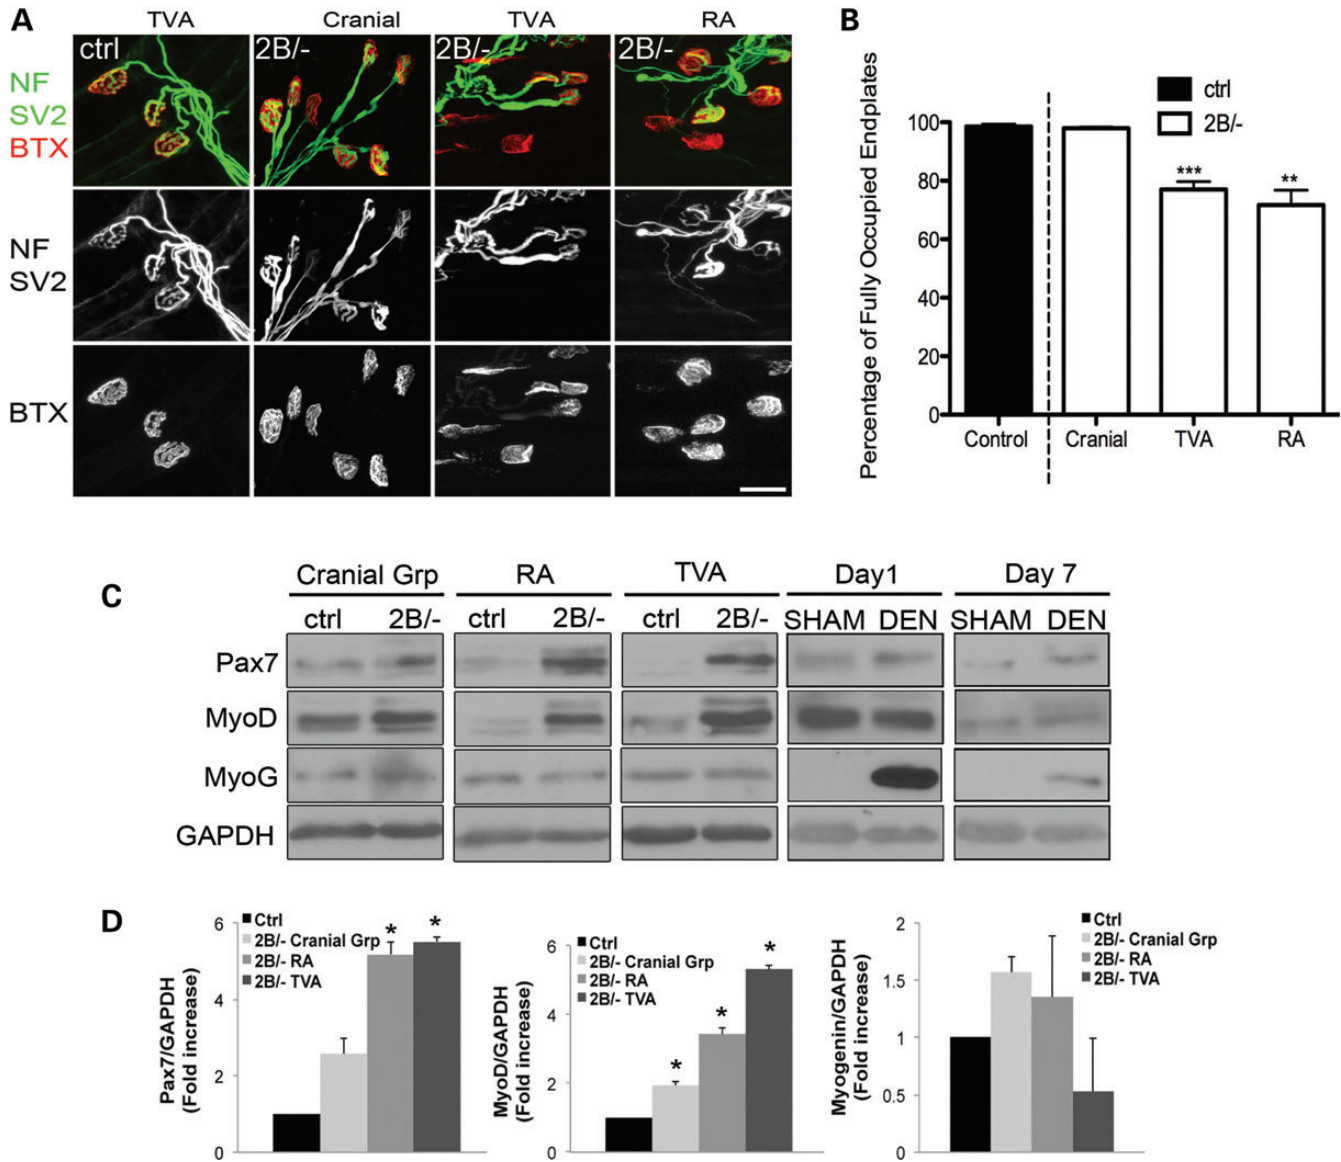 A
TVA Cranial TVA RA
ctrl 2B/- 2B/- 2B/-
NF
SV2
BTX
NF
SV2
BTX
B
ctrl
2B/-
Percentage of Fully Occupied Endplates
100
80
60
40
20
0
*** **
Control Cranial TVA RA
C
Cranial Grp RA TVA Day1 Day 7
ctrl 2B/- ctrl 2B/- ctrl 2B/- SHAM DEN SHAM DEN
Pax7
MyoD
MyoG
GAPDH
D
Pax7/GAPDH
(Fold increase)
6
4
2
0
Ctrl
2B/- Cranial Grp
2B/- RA
2B/- TVA
* *
MyoD/GAPDH
(Fold increase)
6
4
2
0
Ctrl
2B/- Cranial Grp
2B/- RA
2B/- TVA
* * *
Myogenin/GAPDH
(Fold increase)
2
1.5
1
0.5
0
Ctrl
2B/- Cranial Grp
2B/- RA
2B/- TVA